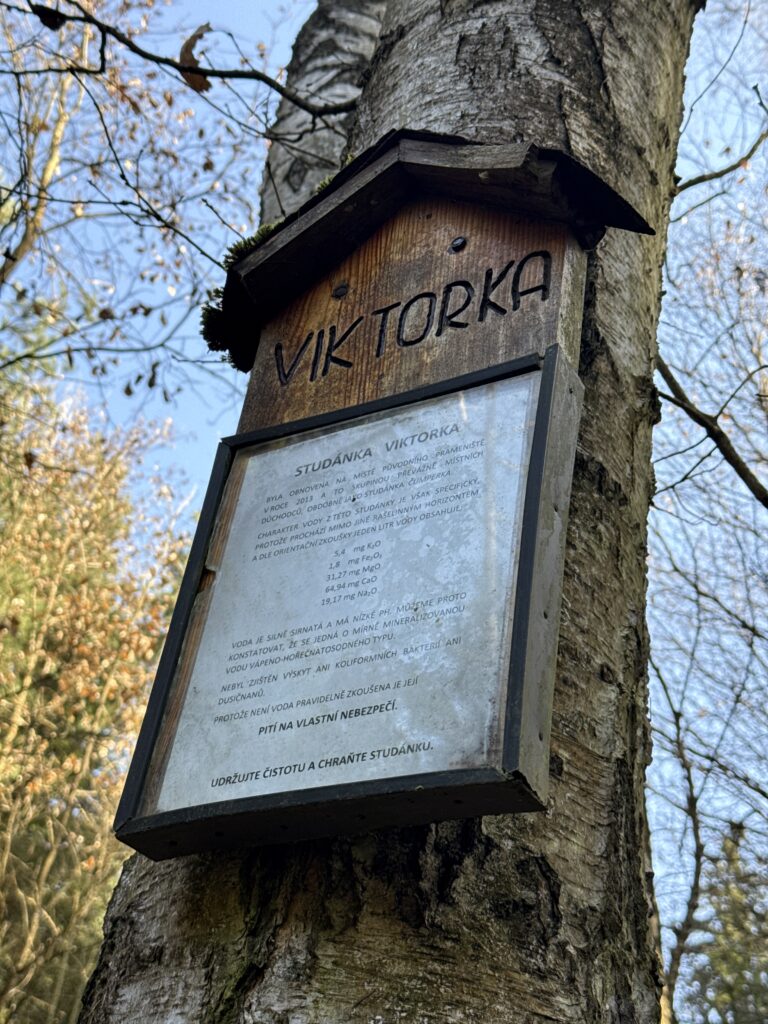 VIKTORKA
STUDÁNKA VIKTORKA
BYLA OBNOVENA NA MÍSTĚ PŮVODNÍHO PRAMENIŠTĚ
V ROCE 2013 A TO SKUPINOU PŘEVÁŽNĚ MÍSTNÍCH
DŮCHODCŮ, OBDOBNĚ JAKO STUDÁNKA ČLIMPERKA.
CHARAKTER VODY Z TÉTO STUDÁNKY JE VŠAK SPECIFICKÝ,
PROTOŽE PROCHÁZÍ MIMO JINÉ RAŠELINNÝM HORIZONTEM
A DLE ORIENTAČNÍ ZKOUŠKY JEDEN LITR VODY OBSAHUJE:
5,4 mg K₂O
1,8 mg Fe₂O₃
31,27 mg MgO
64,94 mg CaO
19,17 mg Na₂O
VODA JE SILNĚ SIRNATÁ A MÁ NÍZKÉ PH. MŮŽEME PROTO
KONSTATOVAT, ŽE SE JEDNÁ O MÍRNĚ MINERALIZOVANOU
VODU VÁPENO-HOŘEČNATOSODNÉHO TYPU.
NEBYL ZJIŠTĚN VÝSKYT ANI KOLIFORMNÍCH BAKTERIÍ ANI
DUSIČNANŮ.
PROTOŽE NENÍ VODA PRAVIDELNĚ ZKOUŠENA JE JEJÍ
PITÍ NA VLASTNÍ NEBEZPEČÍ.
UDRŽUJTE ČISTOTU A CHRAŇTE STUDÁNKU.